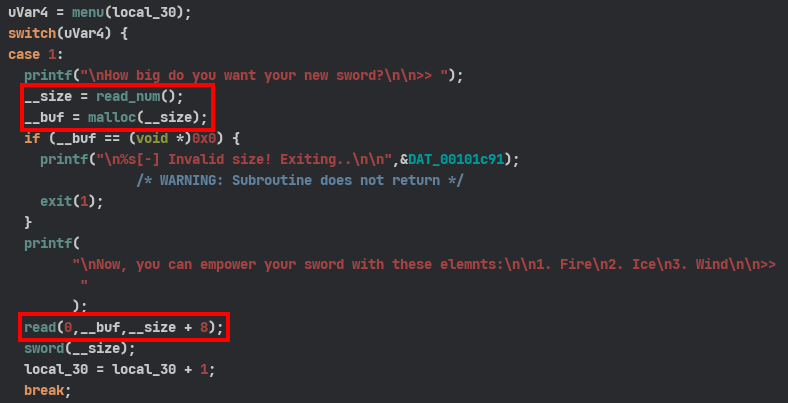 uVar4 = menu(local_30);
switch(uVar4) {
case 1:
printf("\nHow big do you want your new sword?\n\n>> ");
__size = read_num();
__buf = malloc(__size);
if (__buf == (void *)0x0) {
printf("\n%s[-] Invalid size! Exiting..\n\n",&DAT_00101c91);
/* WARNING: Subroutine does not return */
exit(1);
}
printf(
"\nNow, you can empower your sword with these elemnts:\n\n1. Fire\n2. Ice\n3. Wind\n\n>>
"
);
read(0,__buf,__size + 8);
sword(__size);
local_30 = local_30 + 1;
break;